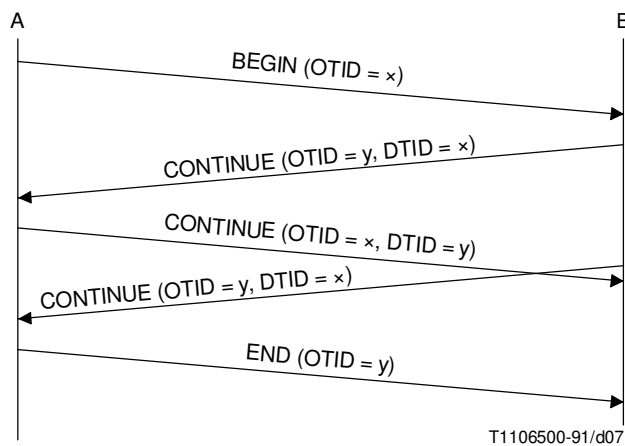 A
BEGIN (OTID = ×)
CONTINUE (OTID = y, DTID = ×)
CONTINUE (OTID = ×, DTID = y)
CONTINUE (OTID = y, DTID = ×)
END (OTID = y)
T1106500-91/d07